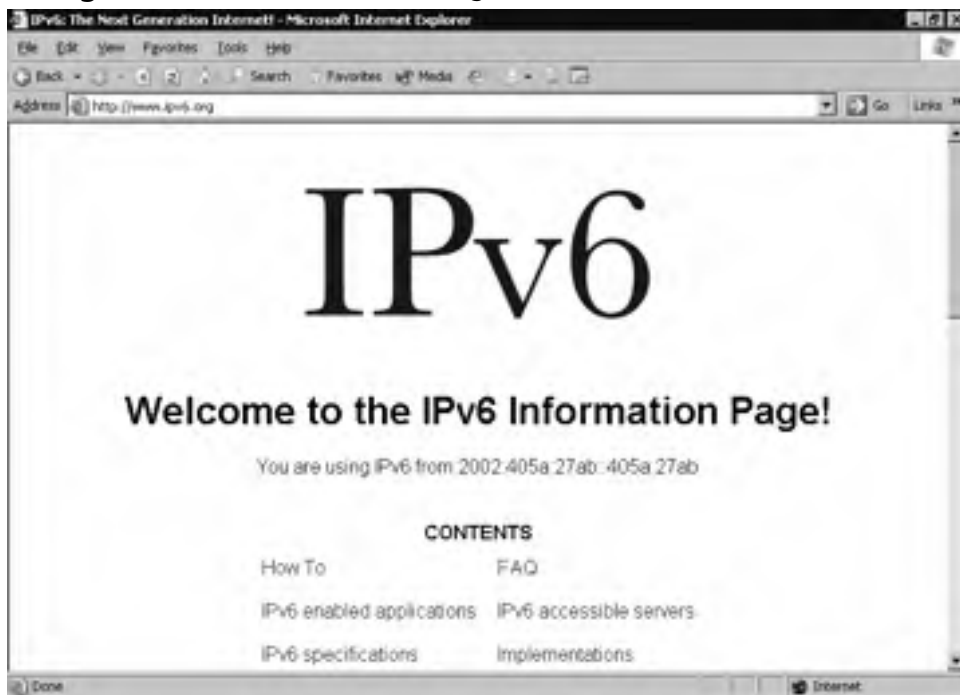 IPv6: The Next Generation Internet! - Microsoft Internet Explorer
File Edit View Favorites Tools Help
Back Search Favorites Media
Address http://www.ipv6.org Go Links »
IPv6
Welcome to the IPv6 Information Page!
You are using IPv6 from 2002:405a:27ab::405a:27ab
CONTENTS
How To FAQ
IPv6 enabled applications IPv6 accessible servers
IPv6 specifications Implementations
Done Internet